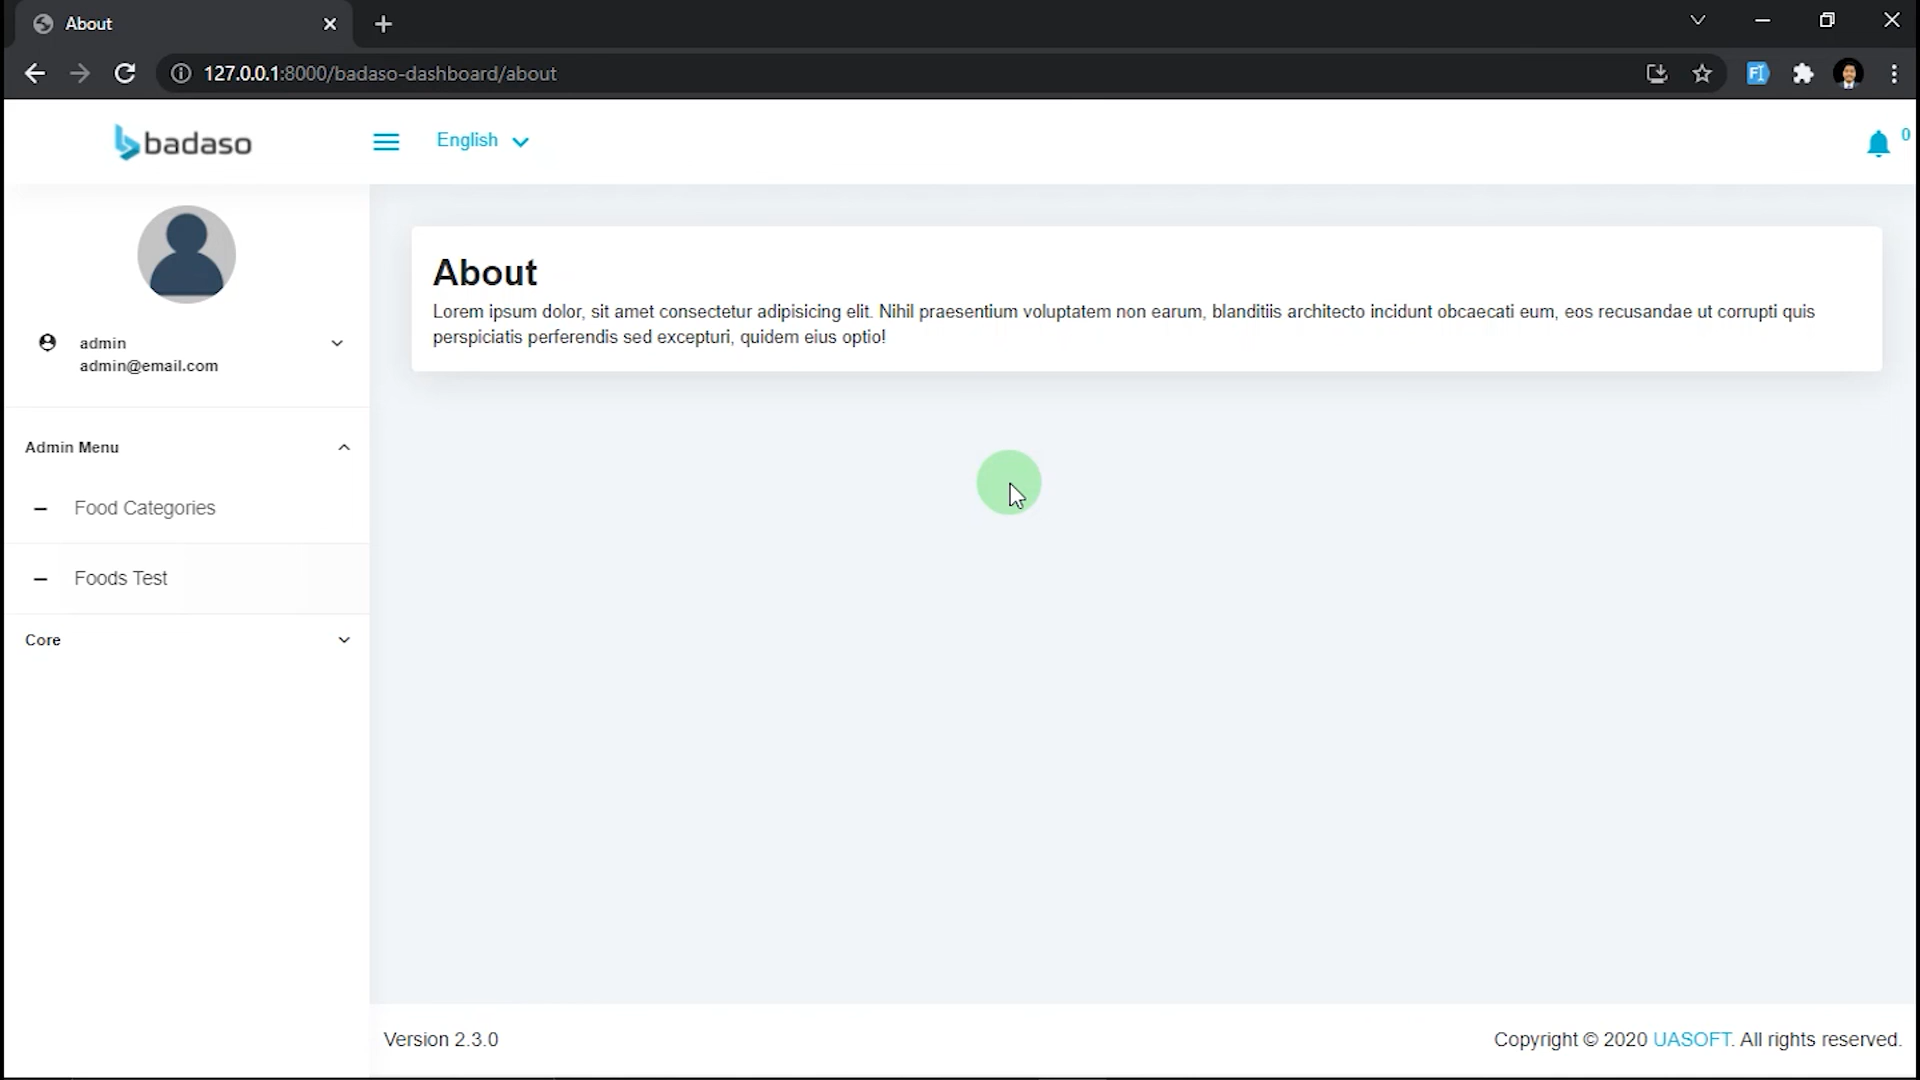 About
127.0.0.1:8000/badaso-dashboard/about
FI
badaso
English
0
admin
admin@email.com
Admin Menu
Food Categories
Foods Test
Core
About
Lorem ipsum dolor, sit amet consectetur adipisicing elit. Nihil praesentium voluptatem non earum, blanditiis architecto incidunt obcaecati eum, eos recusandae ut corrupti quis
perspiciatis perferendis sed excepturi, quidem eius optio!
Version 2.3.0
Copyright © 2020 UASOFT. All rights reserved.